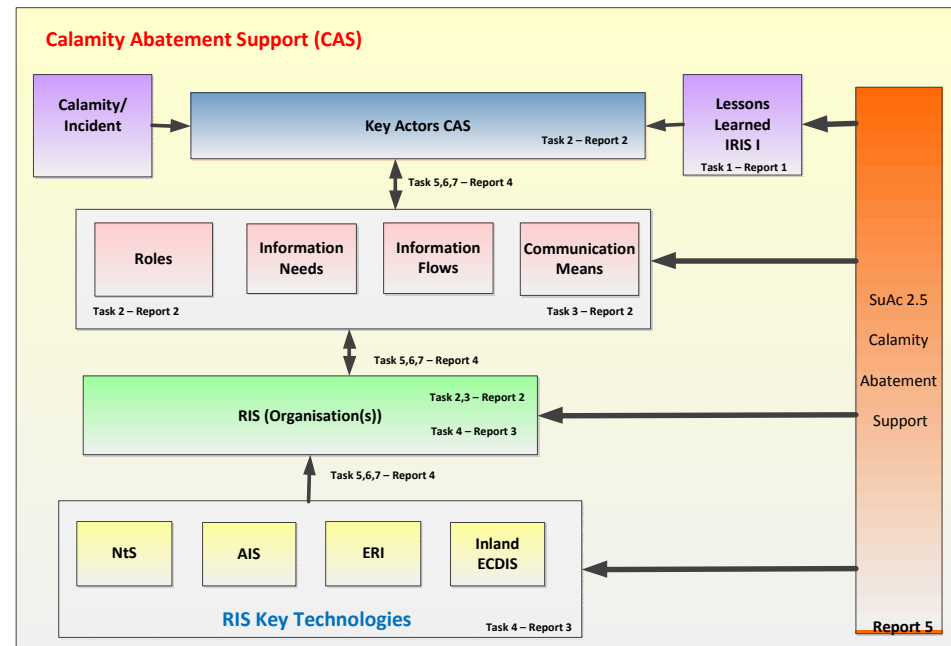 Calamity Abatement Support (CAS)
Calamity/
Incident
Key Actors CAS
Task 2 – Report 2
Lessons
Learned
IRIS I
Task 1 – Report 1
Task 5,6,7 – Report 4
Roles
Information
Needs
Information
Flows
Communication
Means
Task 2 – Report 2
Task 3 – Report 2
Task 5,6,7 – Report 4
RIS (Organisation(s))
Task 2,3 – Report 2
Task 4 – Report 3
Task 5,6,7 – Report 4
NtS
AIS
ERI
Inland
ECDIS
RIS Key Technologies
Task 4 – Report 3
SuAc 2.5
Calamity
Abatement
Support
Report 5